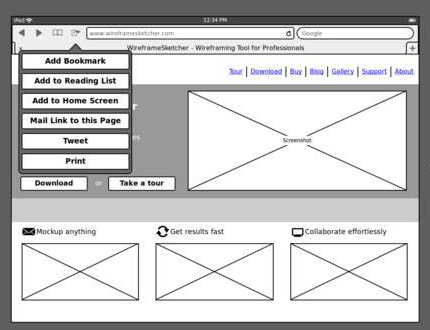 iPad
12:34 PM
www.wireframesketcher.com
Google
WireframeSketcher - Wireframing Tool for Professionals
Add Bookmark
Add to Reading List
Add to Home Screen
Mail Link to this Page
Tweet
Print
Tour | Download | Buy | Blog | Gallery | Support | About
Screenshot
Download
Take a tour
Mockup anything
Get results fast
Collaborate effortlessly